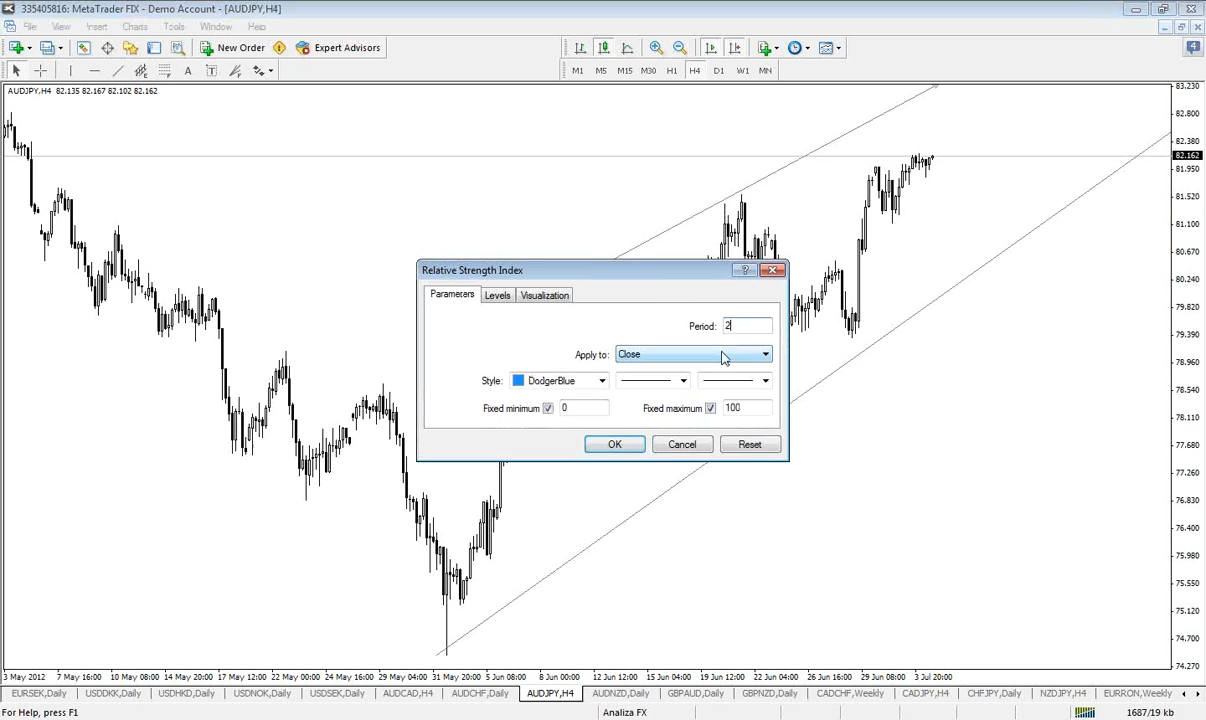 335405816: MetaTrader FIX - Demo Account - [AUDJPY,H4]
File View Insert Charts Tools Window Help
New Order Expert Advisors 4
A T M1 M5 M15 M30 H1 H4 D1 W1 MN
AUDJPY,H4 82.135 82.167 82.102 82.162
83.230
82.800
82.380
82.162
81.950
81.520
81.100
80.670
80.240
79.820
79.390
78.960
78.540
78.110
77.680
77.260
76.830
76.400
75.980
75.550
75.120
74.700
74.270
Relative Strength Index ?
Parameters Levels Visualization
Period: 2
Apply to: Close
Style: DodgerBlue
Fixed minimum 0 Fixed maximum 100
OK Cancel Reset
3 May 2012 7 May 16:00 10 May 08:00 14 May 20:00 17 May 12:00 22 May 00:00 24 May 16:00 29 May 04:00 31 May 20:00 5 Jun 08:00 8 Jun 00:00 12 Jun 12:00 15 Jun 04:00 19 Jun 12:00 22 Jun 04:00 26 Jun 16:00 29 Jun 08:00 3 Jul 20:00
EURSEK,Daily USDDKK,Daily USDHKD,Daily USDNOK,Daily USDSEK,Daily AUDCAD,H4 AUDCHF,Daily AUDJPY,H4 AUDNZD,Daily GBPAUD,Daily GBPNZD,Daily CADCHF,Weekly CADJPY,H4 CHFJPY,Daily NZDJPY,H4 EURRON,Weekly
For Help, press F1 Analiza FX 1687/19 kb